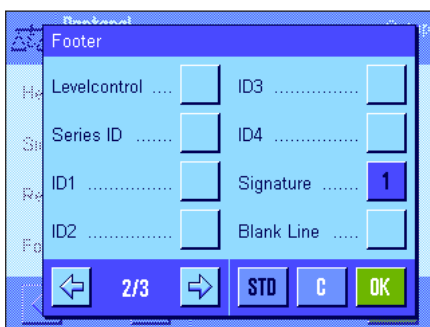 Footer
Levelcontrol ....
Series ID .......
ID1 ...............
ID2 ...............
ID3 ...............
ID4 ...............
Signature ....... 1
Blank Line .....
2/3
STD
C
OK